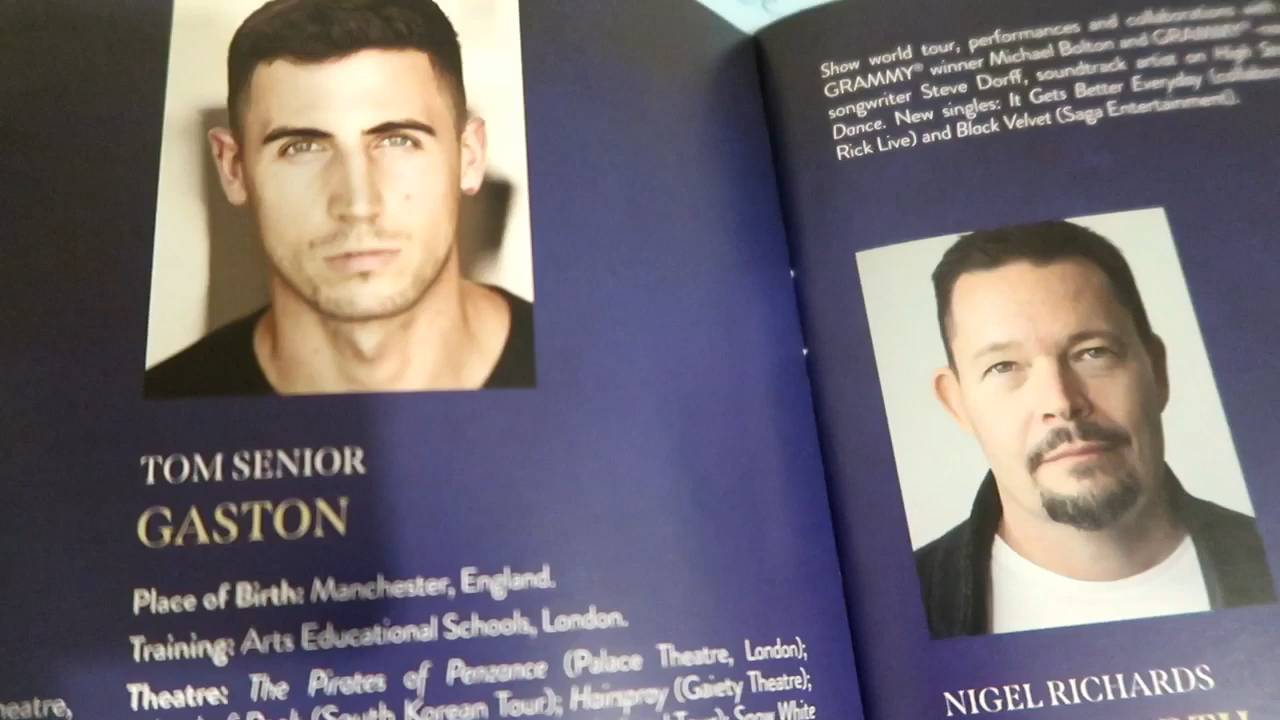 TOM SENIOR
GASTON
Place of Birth: Manchester, England.
Training: Arts Educational Schools, London.
Theatre: The Pirates of Penzance (Palace Theatre, London);
(South Korean Tour); Hairspray (Gaiety Theatre);
Snow White
heatre,
Show world tour, performances and collaborations with
GRAMMY® winner Michael Bolton and GRAMMY®
songwriter Steve Dorff, soundtrack artist on High
Dance. New singles: It Gets Better Everyday
Rick Live) and Black Velvet (Saga Entertainment).
NIGEL RICHARDS